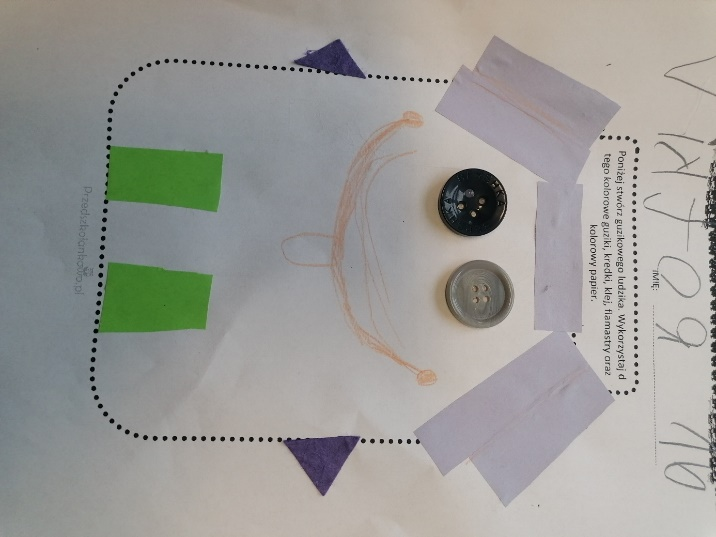 IMIĘ:
Poniżej stwórz guzikowego ludzika. Wykorzystaj d
tego kolorowe guziki, kredki, klej, flamastry oraz
kolorowy papier.
Przedszkolankowo.pl